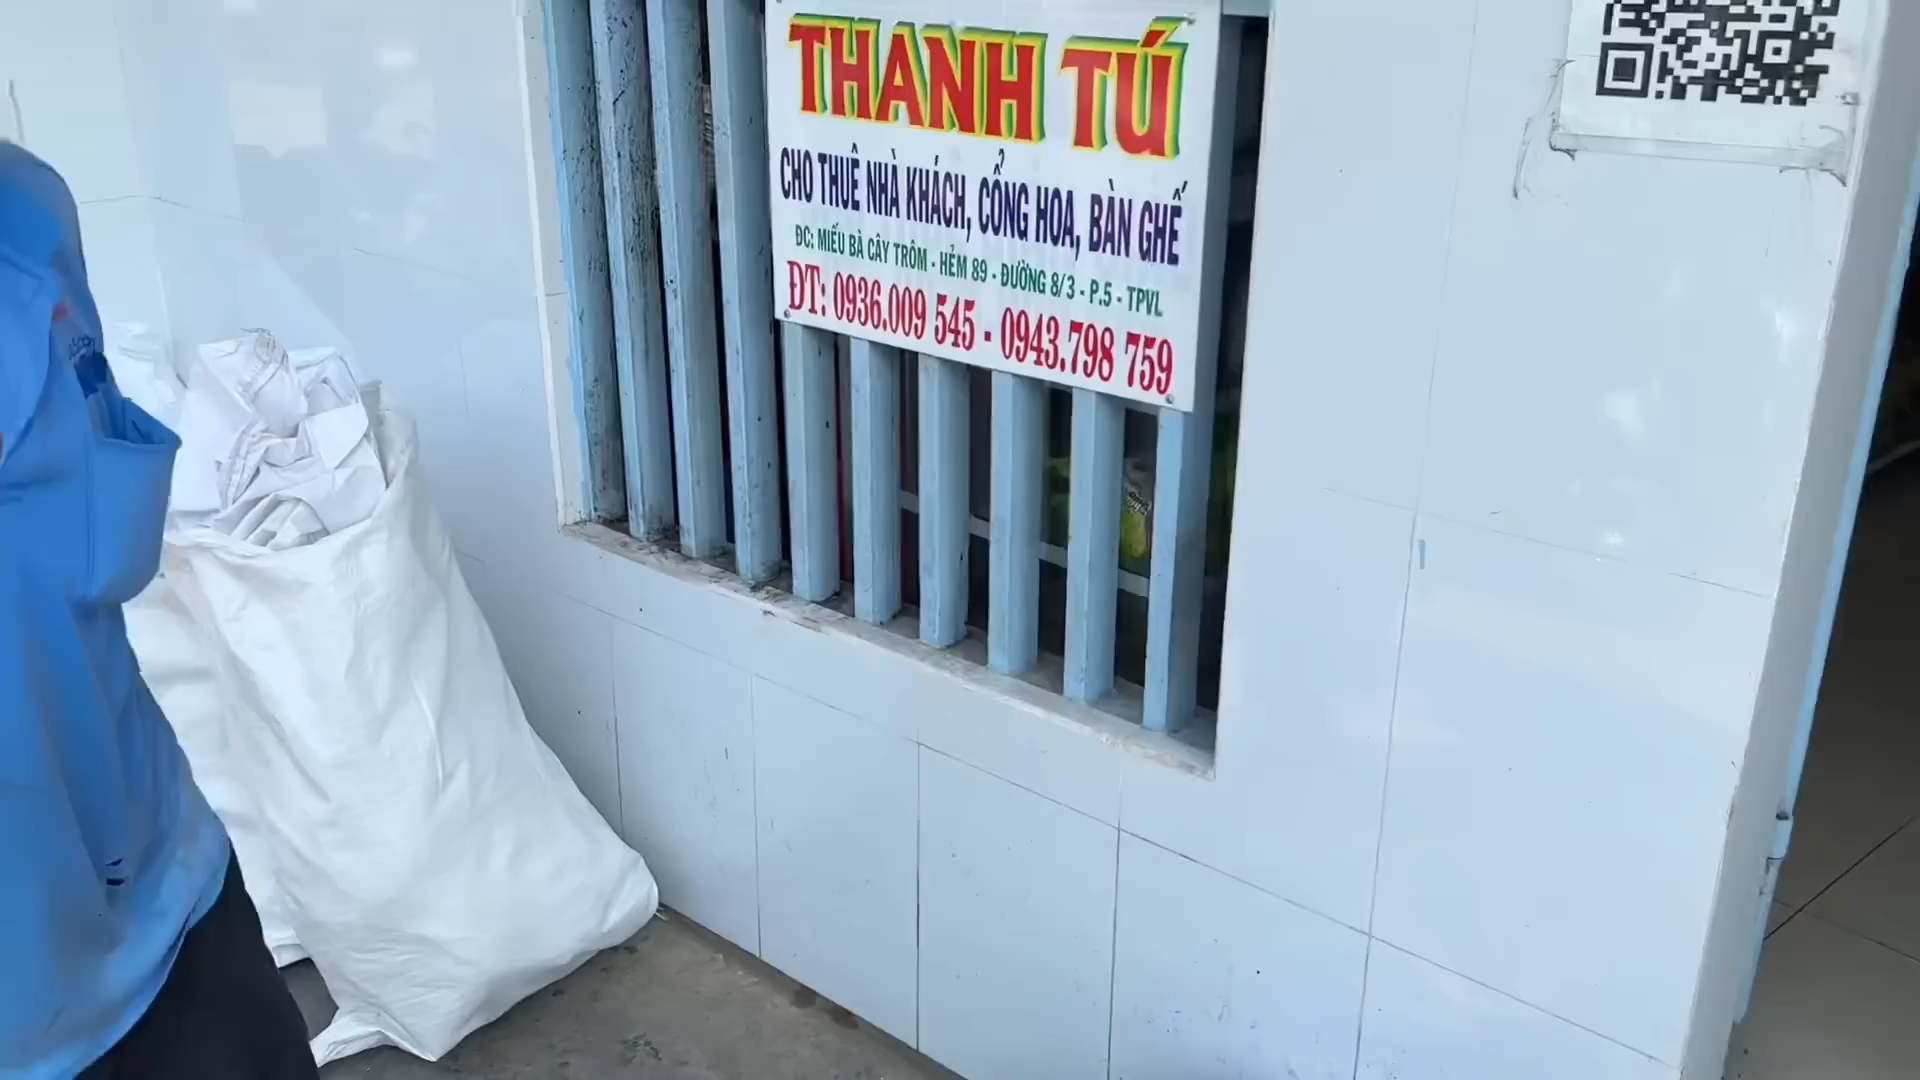 THANH TÚ
CHO THUÊ NHÀ KHÁCH, CỔNG HOA, BÀN GHẾ
ĐC: MIẾU BÀ CÂY TRÔM - HẺM 89 - ĐƯỜNG 8/3 - P.5 - TPVL
ĐT: 0936.009 545 - 0943.798 759